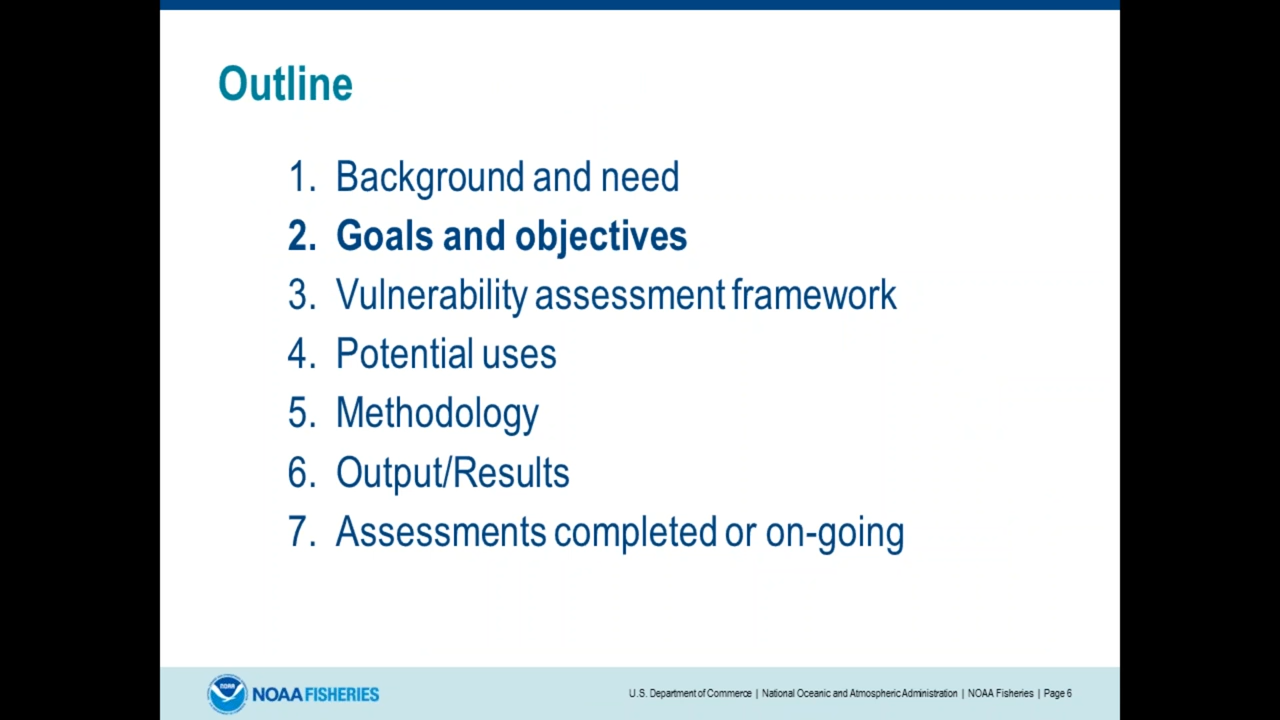 Outline
1. Background and need
2. Goals and objectives
3. Vulnerability assessment framework
4. Potential uses
5. Methodology
6. Output/Results
7. Assessments completed or on-going
NOAA
NOAA FISHERIES
U.S. Department of Commerce | National Oceanic and Atmospheric Administration | NOAA Fisheries | Page 6